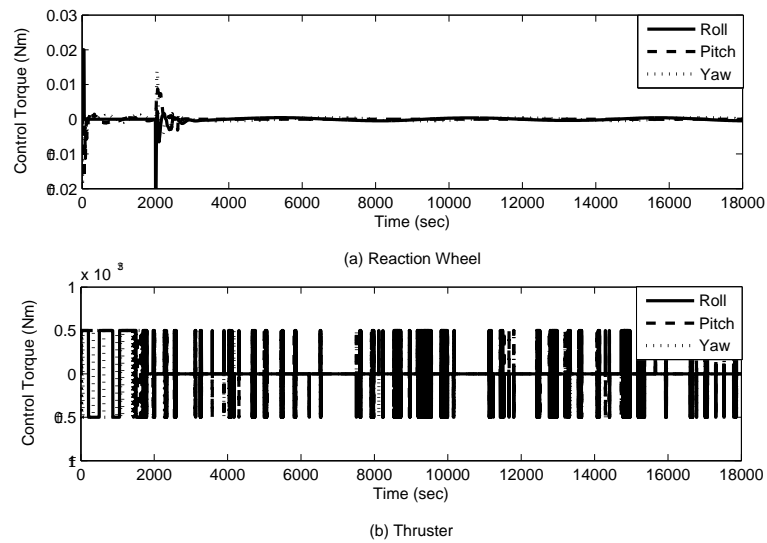 0.03
0.02
0.01
0
0.01
0.02
Control Torque (Nm)
Roll
Pitch
Yaw
0 2000 4000 6000 8000 10000 12000 14000 16000 18000
Time (sec)
(a) Reaction Wheel
x 10
1
0.5
0
0.5
1
Control Torque (Nm)
Roll
Pitch
Yaw
0 2000 4000 6000 8000 10000 12000 14000 16000 18000
Time (sec)
(b) Thruster